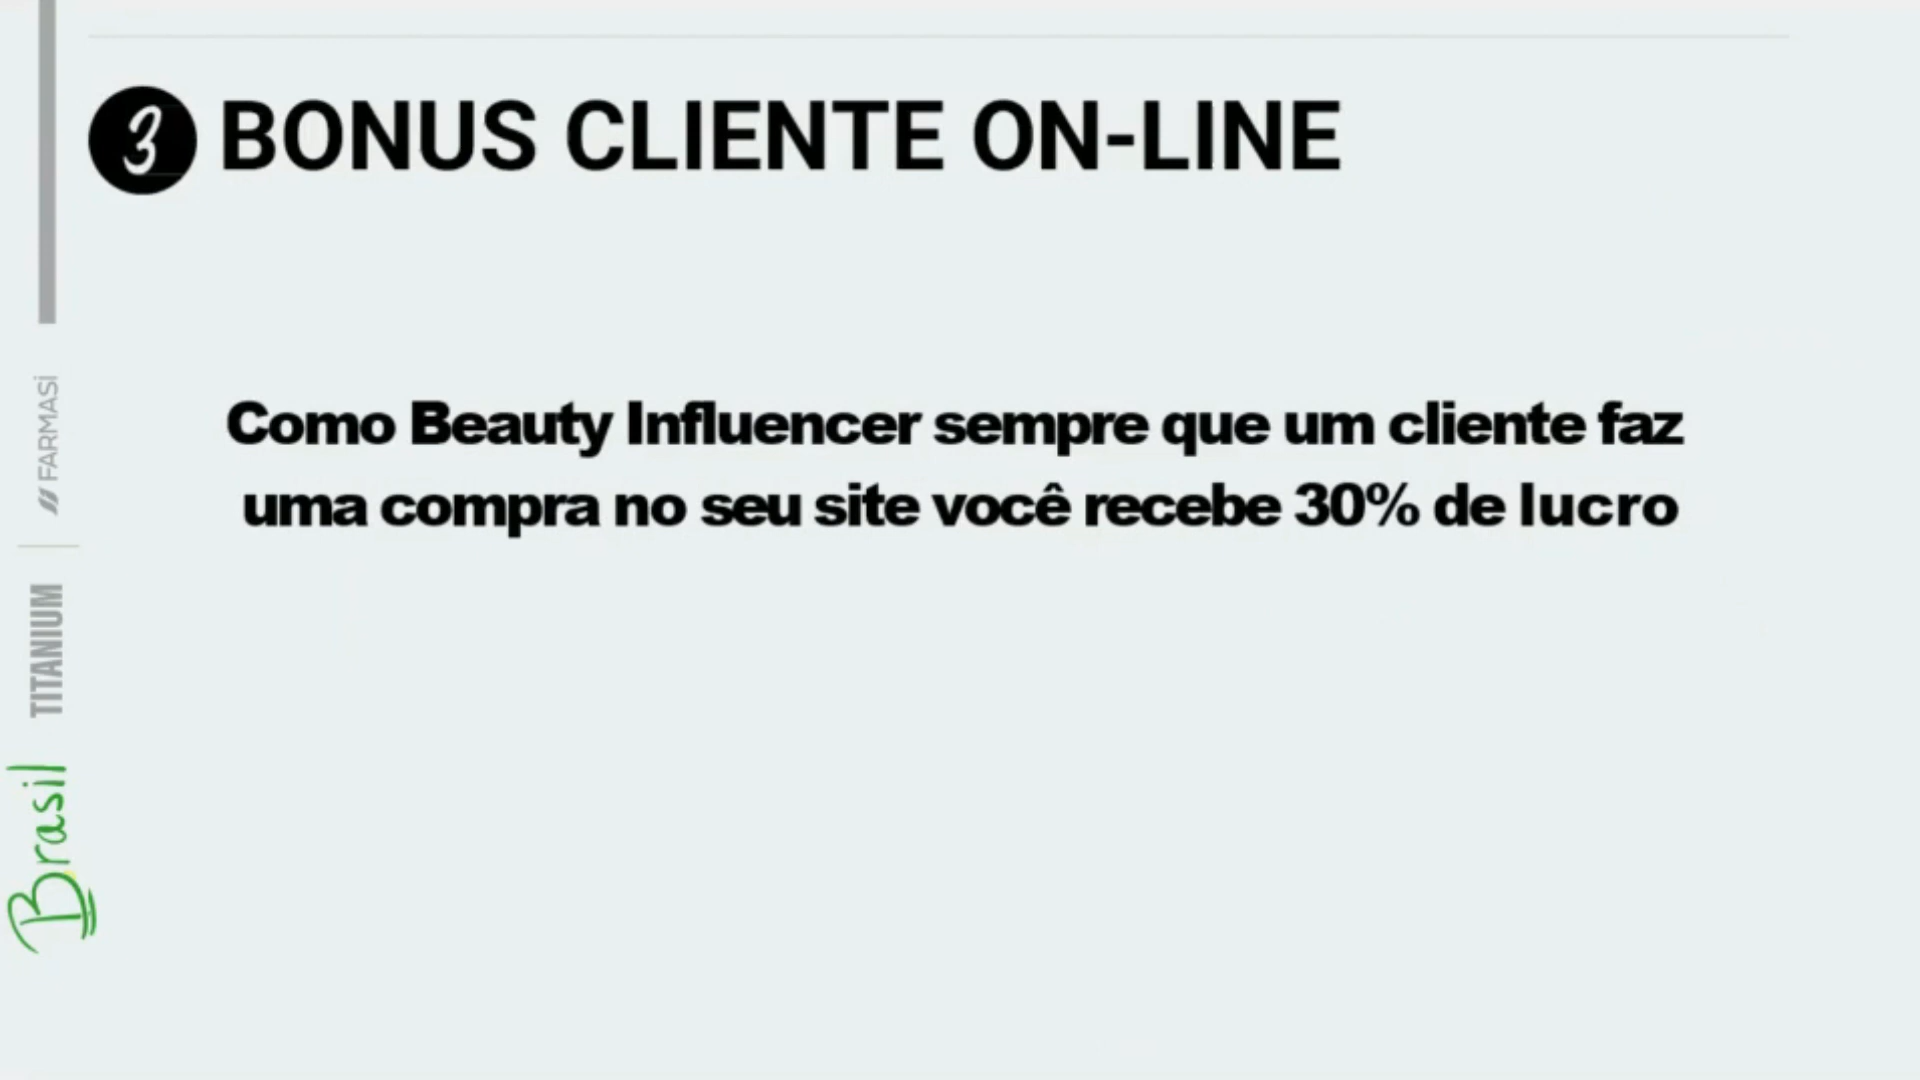 3 BONUS CLIENTE ON-LINE
Como Beauty Influencer sempre que um cliente faz
uma compra no seu site você recebe 30% de lucro
FARMASi
TITANIUM
Brasil